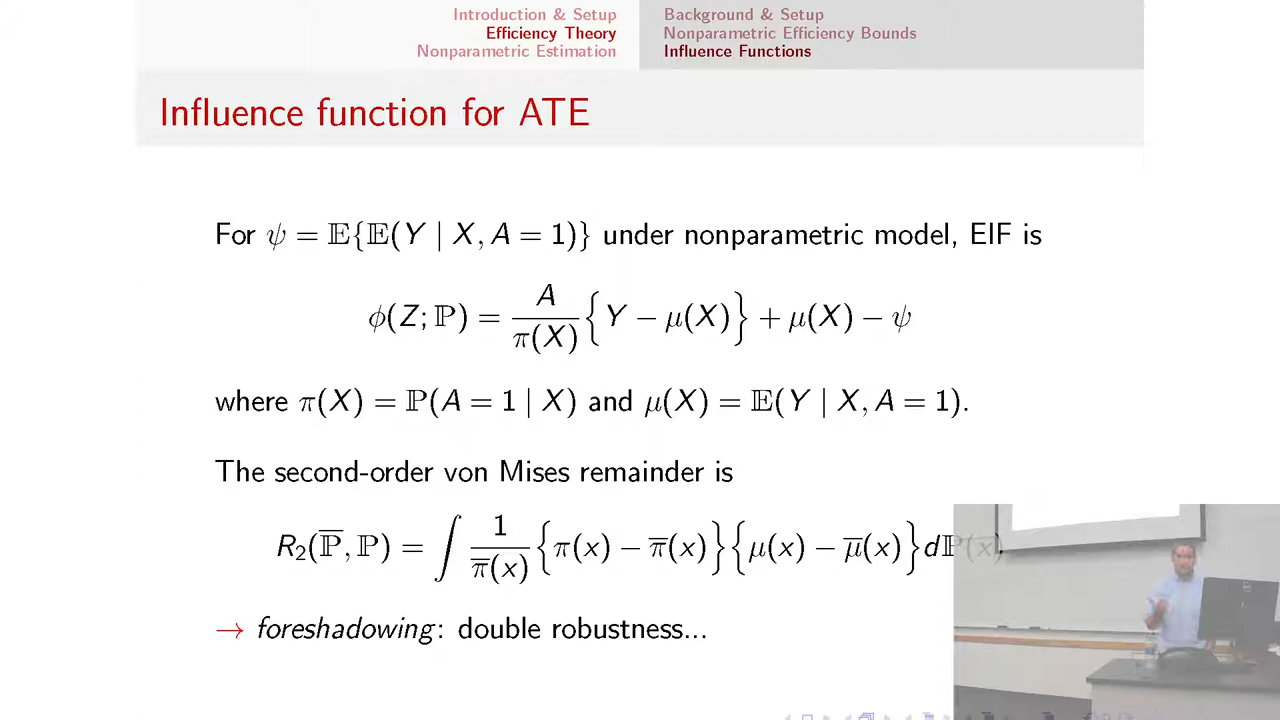 Introduction & Setup
Efficiency Theory
Nonparametric Estimation
Background & Setup
Nonparametric Efficiency Bounds
Influence Functions
Influence function for ATE
For ψ = 𝔼{𝔼(Y | X, A = 1)} under nonparametric model, EIF is
ϕ(Z; ℙ) = A/π(X) {Y − μ(X)} + μ(X) − ψ
where π(X) = ℙ(A = 1 | X) and μ(X) = 𝔼(Y | X, A = 1).
The second-order von Mises remainder is
R₂(ℙ̅, ℙ) = ∫ 1/π̅(x) {π(x) − π̅(x)}{μ(x) − μ̅(x)}dℙ(x)
→ foreshadowing: double robustness...